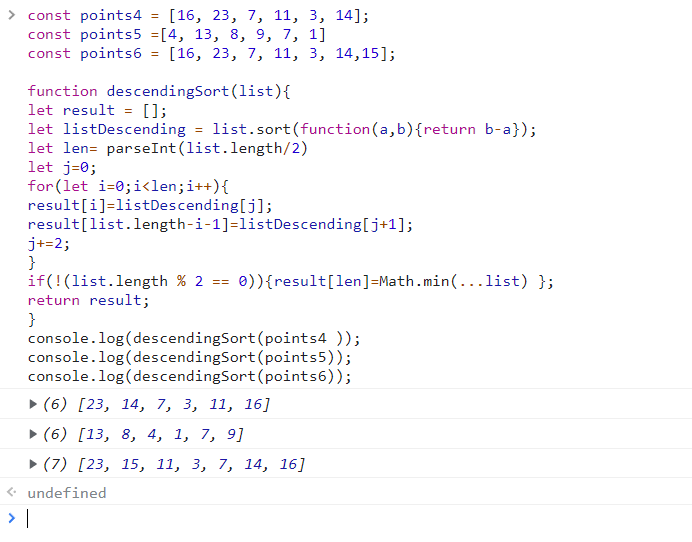 const points4 = [16, 23, 7, 11, 3, 14];
const points5 =[4, 13, 8, 9, 7, 1]
const points6 = [16, 23, 7, 11, 3, 14,15];

function descendingSort(list){
let result = [];
let listDescending = list.sort(function(a,b){return b-a});
let len= parseInt(list.length/2)
let j=0;
for(let i=0;i<len;i++){
result[i]=listDescending[j];
result[list.length-i-1]=listDescending[j+1];
j+=2;
}
if(!(list.length % 2 == 0)){result[len]=Math.min(...list) };
return result;
}
console.log(descendingSort(points4 ));
console.log(descendingSort(points5));
console.log(descendingSort(points6));
(6) [23, 14, 7, 3, 11, 16]
(6) [13, 8, 4, 1, 7, 9]
(7) [23, 15, 11, 3, 7, 14, 16]
undefined